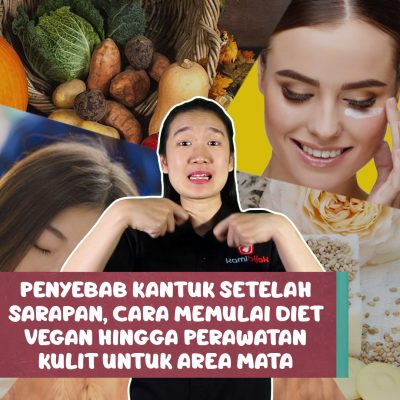 kamibijak
PENYEBAB KANTUK SETELAH
SARAPAN, CARA MEMULAI DIET
VEGAN HINGGA PERAWATAN
KULIT UNTUK AREA MATA